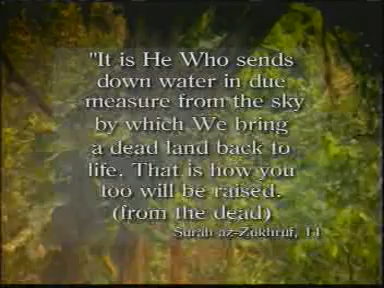 "It is He Who sends
down water in due
measure from the sky
by which We bring
a dead land back to
life. That is how you
too will be raised.
(from the dead)
Surah az-Zukhruf, 11